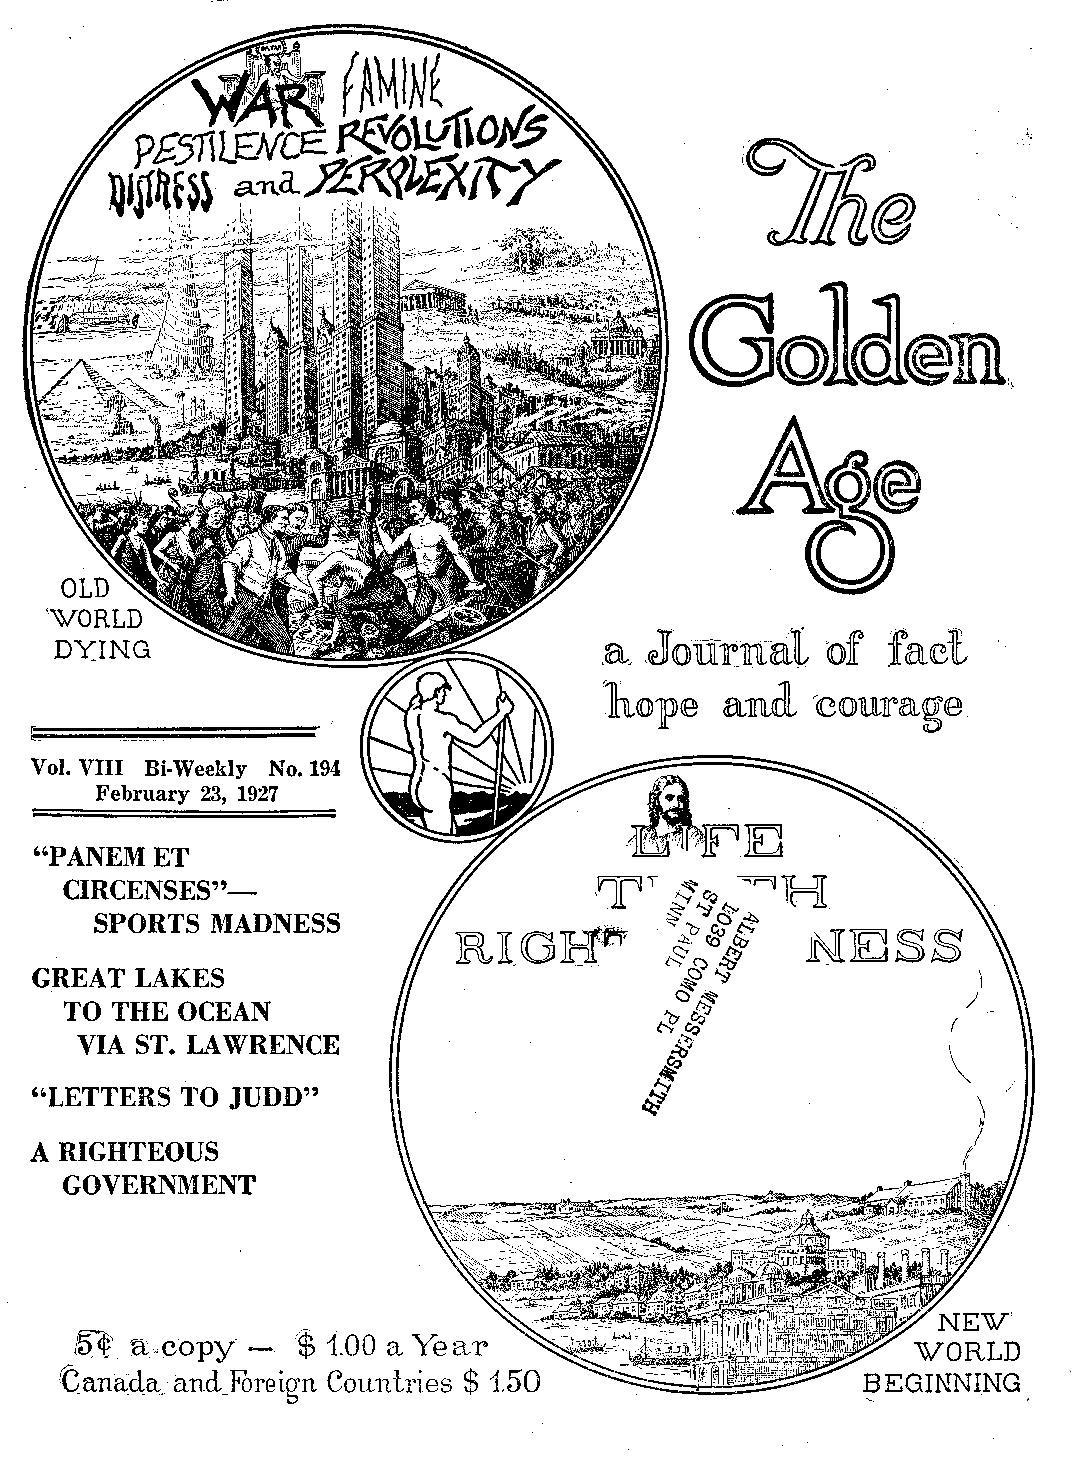 WAR FAMINE
PESTILENCE REVOLUTIONS
DISTRESS and PERPLEXITY
The
Golden
Age
OLD
WORLD
DYING
a Journal of fact
hope and courage
Vol. VIII Bi-Weekly No. 194
February 23, 1927
“PANEM ET
CIRCENSES”—
SPORTS MADNESS
GREAT LAKES
TO THE OCEAN
VIA ST. LAWRENCE
“LETTERS TO JUDD”
A RIGHTEOUS
GOVERNMENT
5¢ a copy — $ 1.00 a Year
Canada and Foreign Countries $ 1.50
LIFE
T TH
RIGH NESS
ALBERT MESSERSMITH
1039 COMO PL
ST PAUL
MINN
NEW
WORLD
BEGINNING